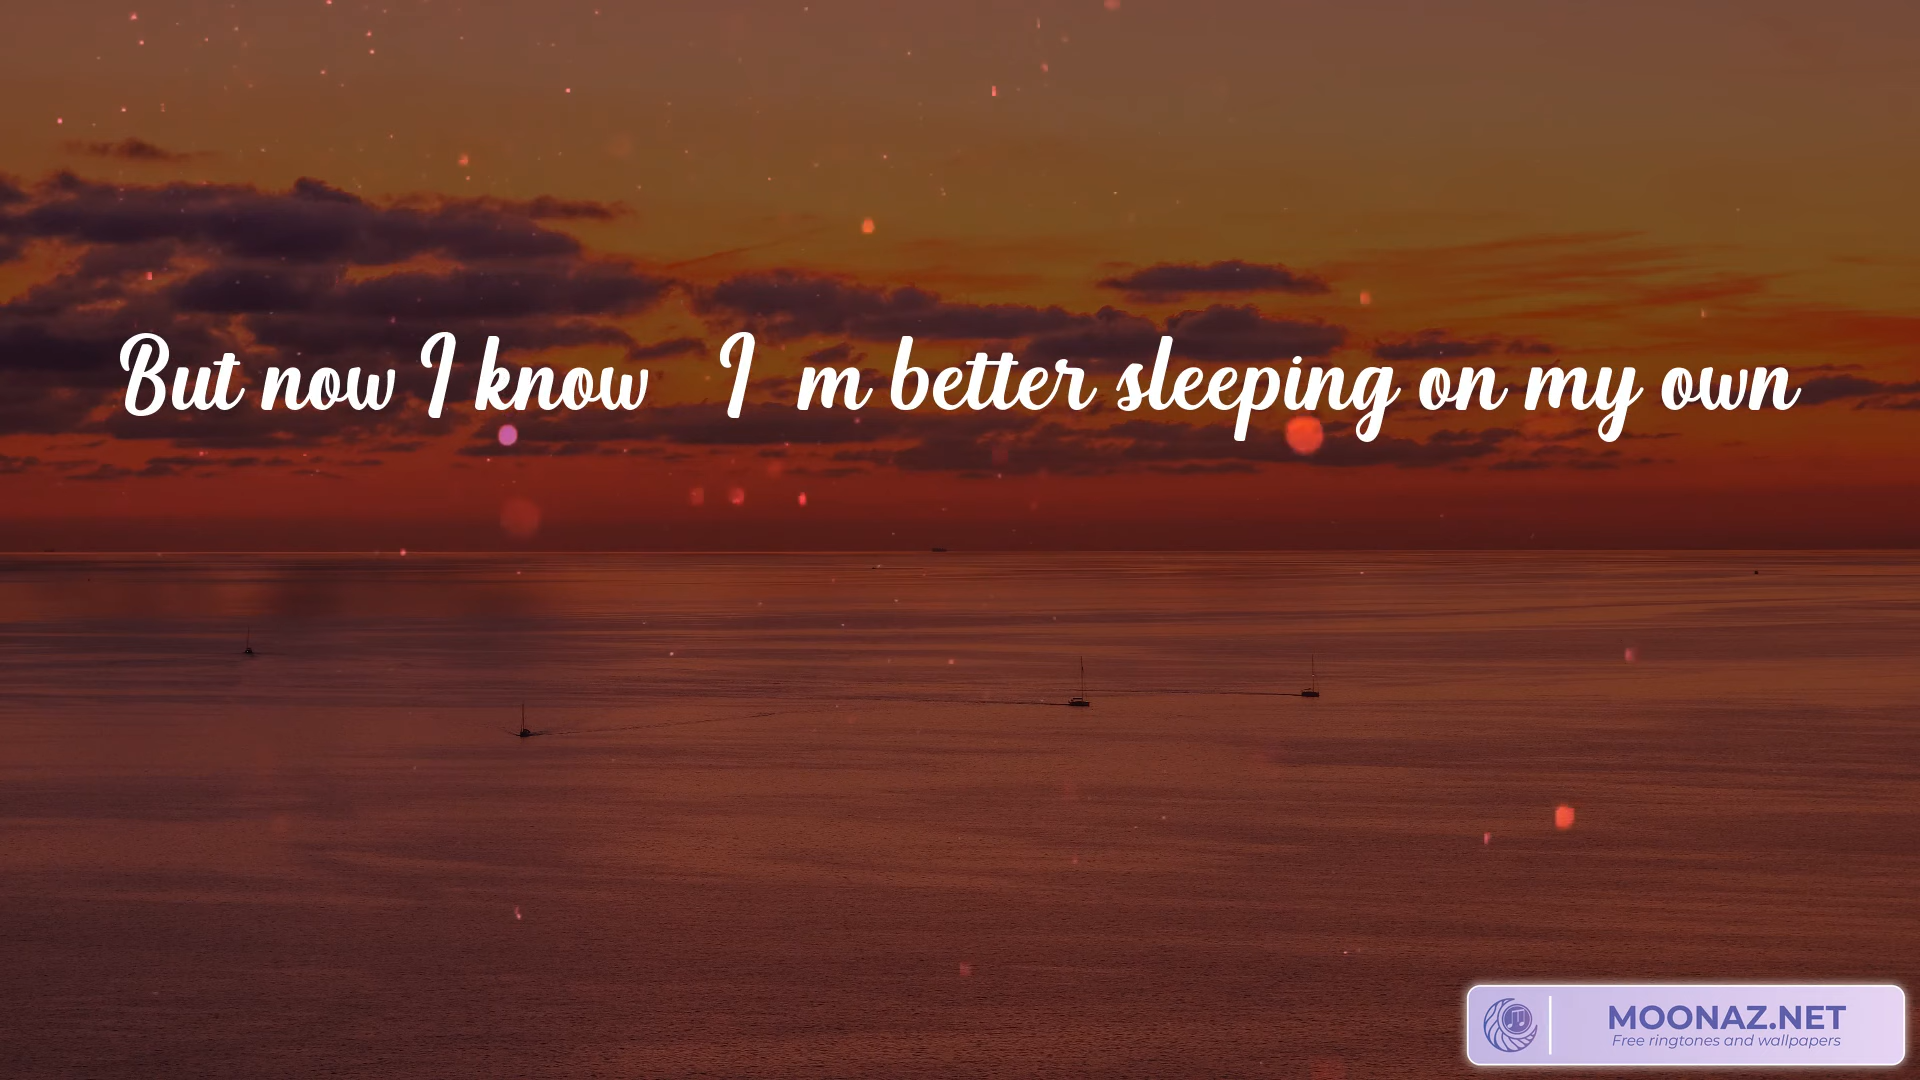 But now I know I m better sleeping on my own
MOONAZ.NET
Free ringtones and wallpapers